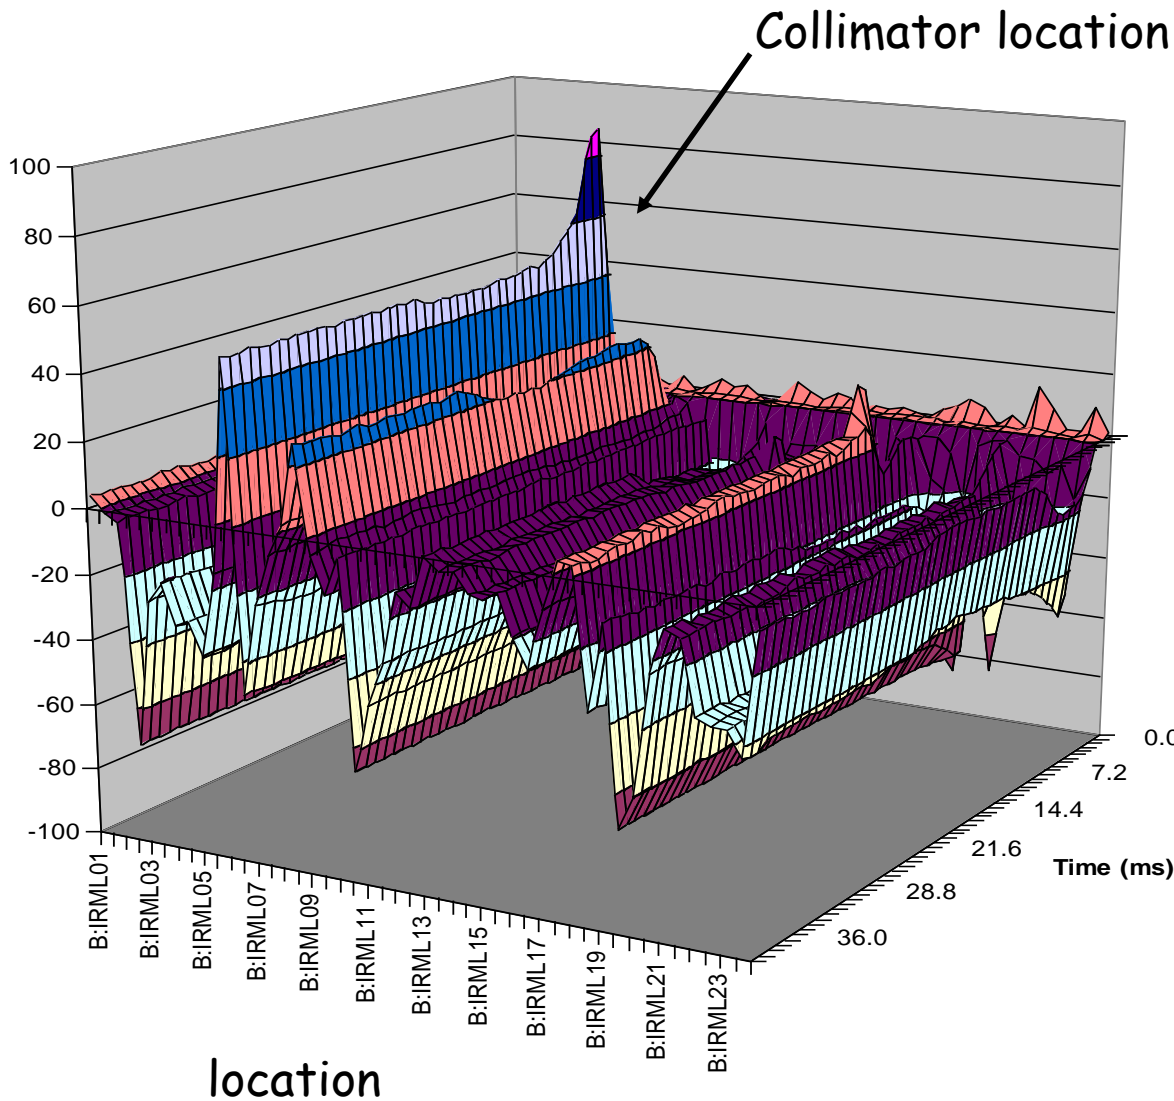 Collimator location
100
80
60
40
20
0
-20
-40
-60
-80
-100
0.0
7.2
14.4
21.6
28.8
36.0
Time (ms)
B:IRML01
B:IRML03
B:IRML05
B:IRML07
B:IRML09
B:IRML11
B:IRML13
B:IRML15
B:IRML17
B:IRML19
B:IRML21
B:IRML23
location